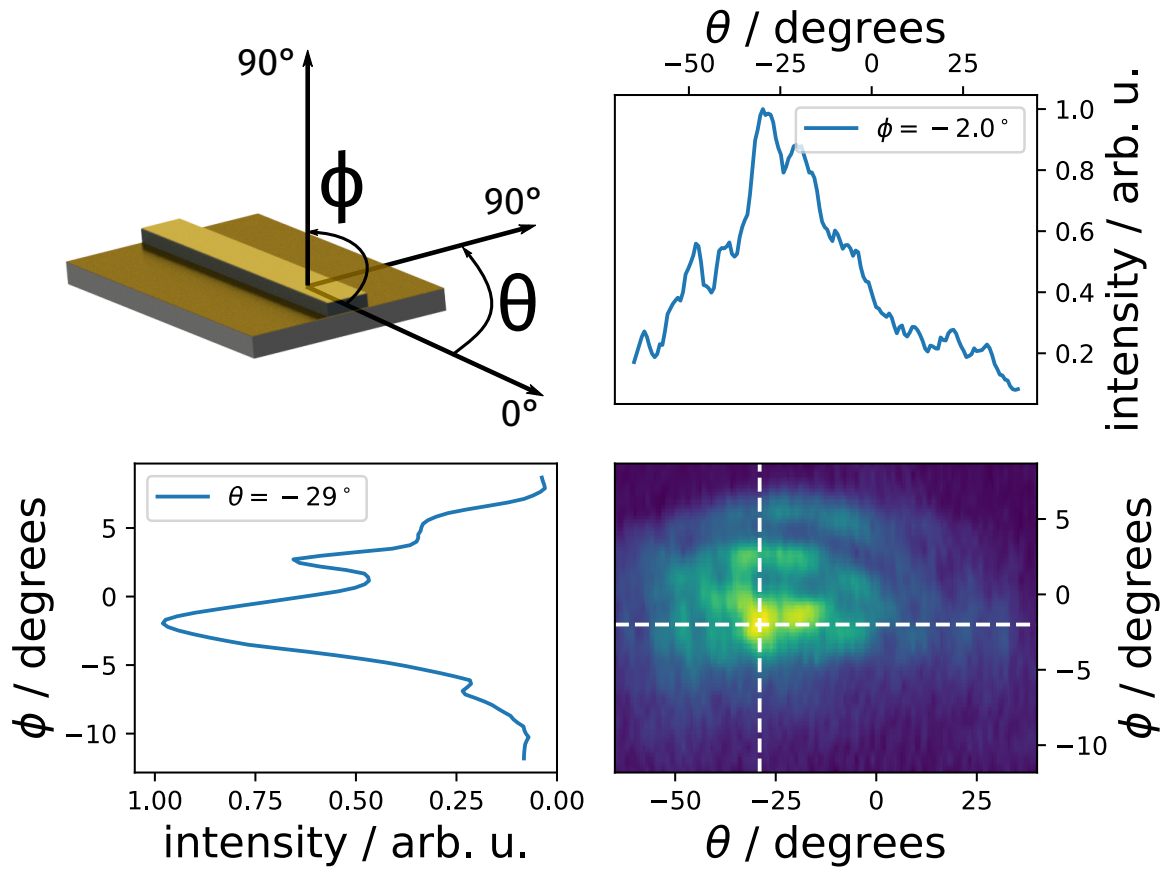 90°
ϕ
90°
θ
0°
θ / degrees
−50 −25 0 25
ϕ = −2.0°
1.0
0.8
0.6
0.4
0.2
intensity / arb. u.
θ = −29°
5
0
−5
−10
ϕ / degrees
1.00 0.75 0.50 0.25 0.00
intensity / arb. u.
5
0
−5
−10
ϕ / degrees
−50 −25 0 25
θ / degrees